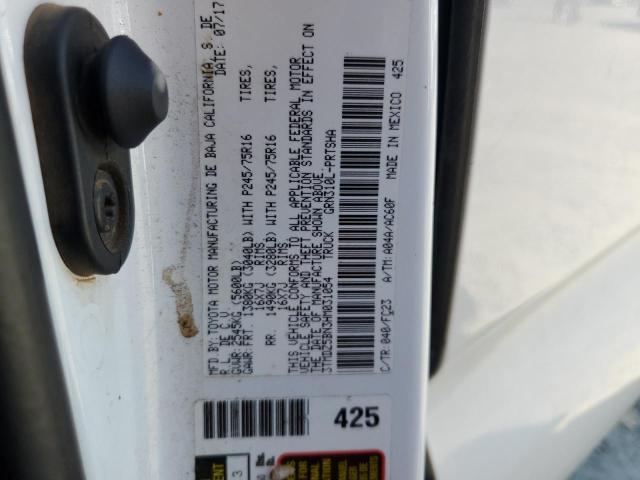 MFD BY: TOYOTA MOTOR MANUFACTURING DE BAJA CALIFORNIA, S. DE
R L. DE C. V. DATE: 07/17
GVWR: 2545KG (5600LB)
GAWR: FRT 1380KG (3040LB) WITH P245/75R16 TIRES,
16X7J RIMS
RR. 1490KG (3280LB) WITH P245/75R16 TIRES,
16X7J RIMS
THIS VEHICLE CONFORMS TO ALL APPLICABLE FEDERAL MOTOR
VEHICLE SAFETY AND THEFT PREVENTION STANDARDS IN EFFECT ON
THE DATE OF MANUFACTURE SHOWN ABOVE.
3TMDZ5BN3HM031054 TRUCK GRN310L-PRTSHA
C/TR: 040/FC23 A/TM: A04A/AC60F MADE IN MEXICO 425
425